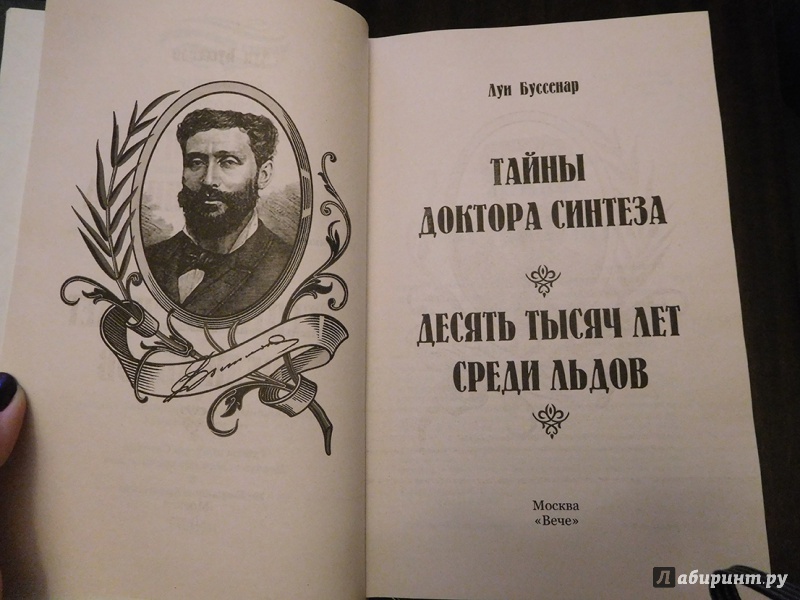 Луи Буссенар
ТАЙНЫ
ДОКТОРА СИНТЕЗА
ДЕСЯТЬ ТЫСЯЧ ЛЕТ
СРЕДИ ЛЬДОВ
Москва
«Вече»
Лабиринт.ру